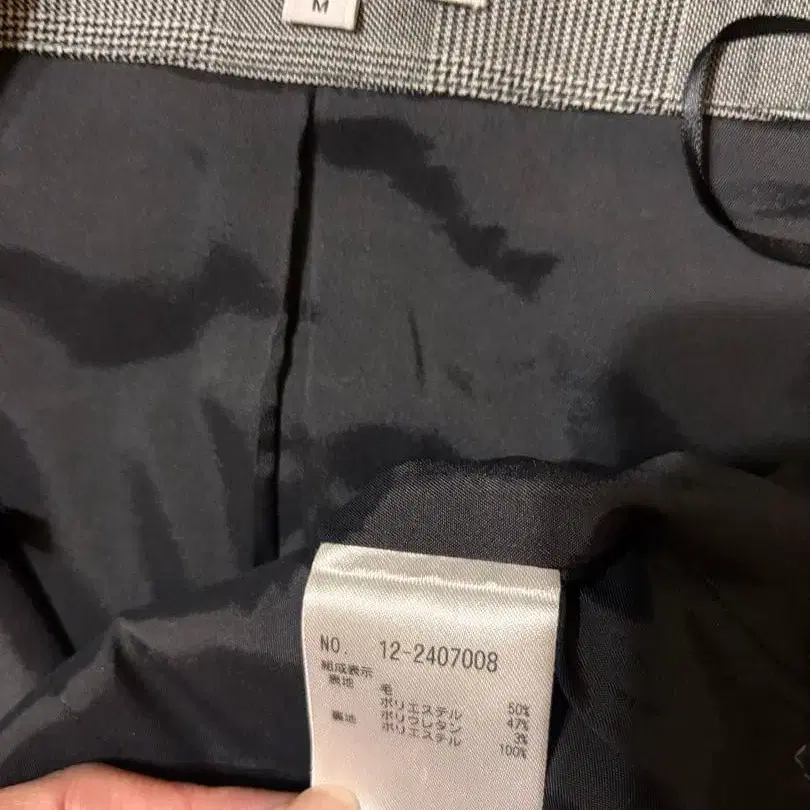 M
NO. 12-2407008
組成表示
表地 毛 50%
ポリエステル 47%
ポリウレタン 3%
裏地 ポリエステル 100%